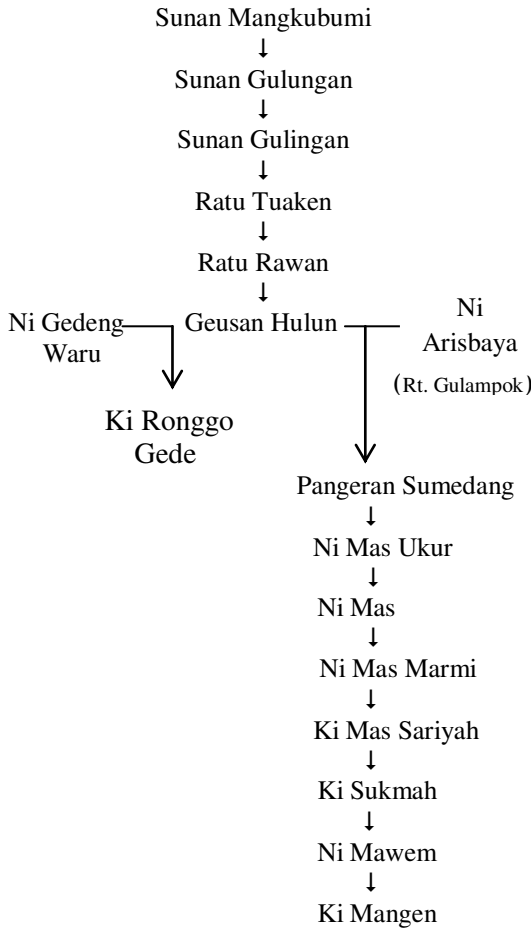 Sunan Mangkubumi
↓
Sunan Gulungan
↓
Sunan Gulingan
↓
Ratu Tuaken
↓
Ratu Rawan
↓
Ni Gedeng
Waru
Geusan Hulun
Ni
Arisbaya
(Rt. Gulampok)
Ki Ronggo
Gede
Pangeran Sumedang
↓
Ni Mas Ukur
↓
Ni Mas
↓
Ni Mas Marmi
↓
Ki Mas Sariyah
↓
Ki Sukmah
↓
Ni Mawem
↓
Ki Mangen